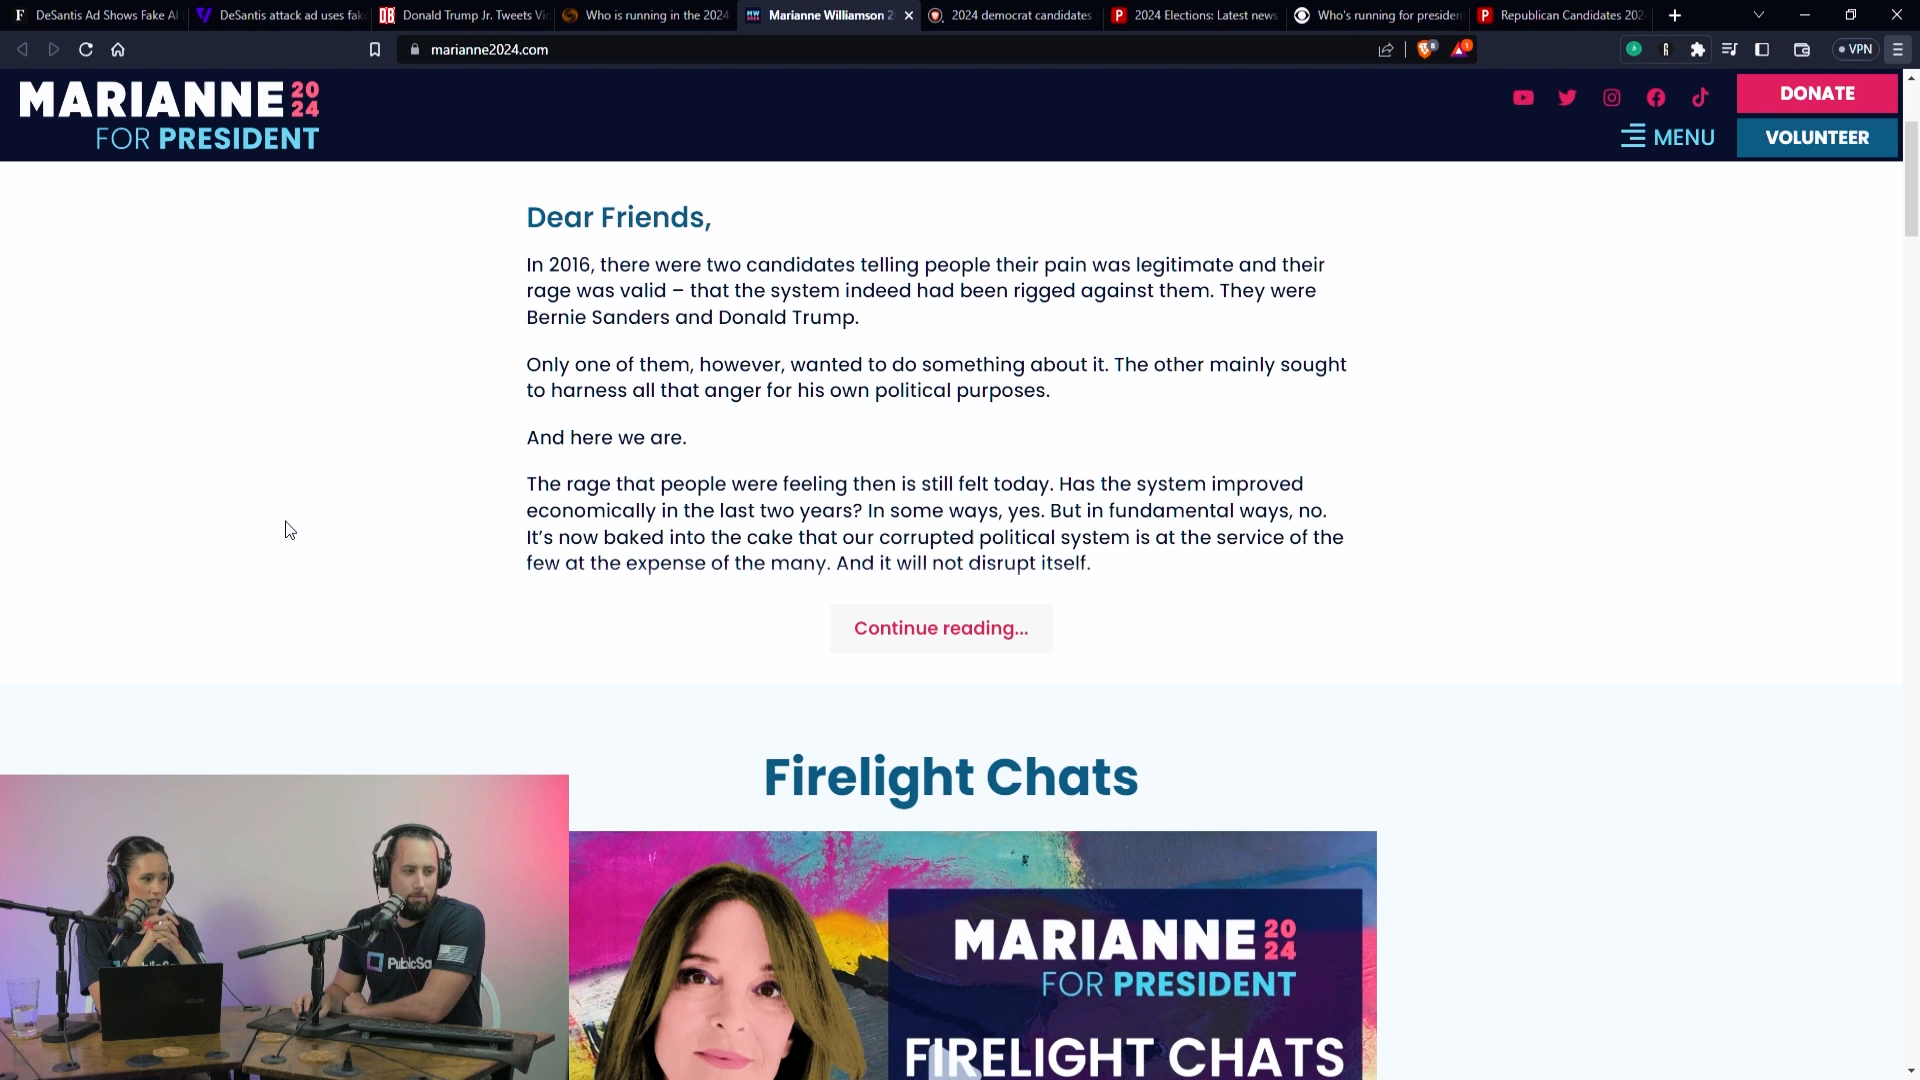 DeSantis Ad Shows Fake AI
DeSantis attack ad uses fak
Donald Trump Jr. Tweets Vi
Who is running in the 2024
Marianne Williamson 2
2024 democrat candidates
2024 Elections: Latest news
Who's running for presiden
Republican Candidates 202
marianne2024.com
VPN
MARIANNE 2024
FOR PRESIDENT
DONATE
MENU
VOLUNTEER
Dear Friends,
In 2016, there were two candidates telling people their pain was legitimate and their
rage was valid – that the system indeed had been rigged against them. They were
Bernie Sanders and Donald Trump.
Only one of them, however, wanted to do something about it. The other mainly sought
to harness all that anger for his own political purposes.
And here we are.
The rage that people were feeling then is still felt today. Has the system improved
economically in the last two years? In some ways, yes. But in fundamental ways, no.
It's now baked into the cake that our corrupted political system is at the service of the
few at the expense of the many. And it will not disrupt itself.
Continue reading...
Firelight Chats
MARIANNE 2024
FOR PRESIDENT
FIRELIGHT CHATS
PublicSa